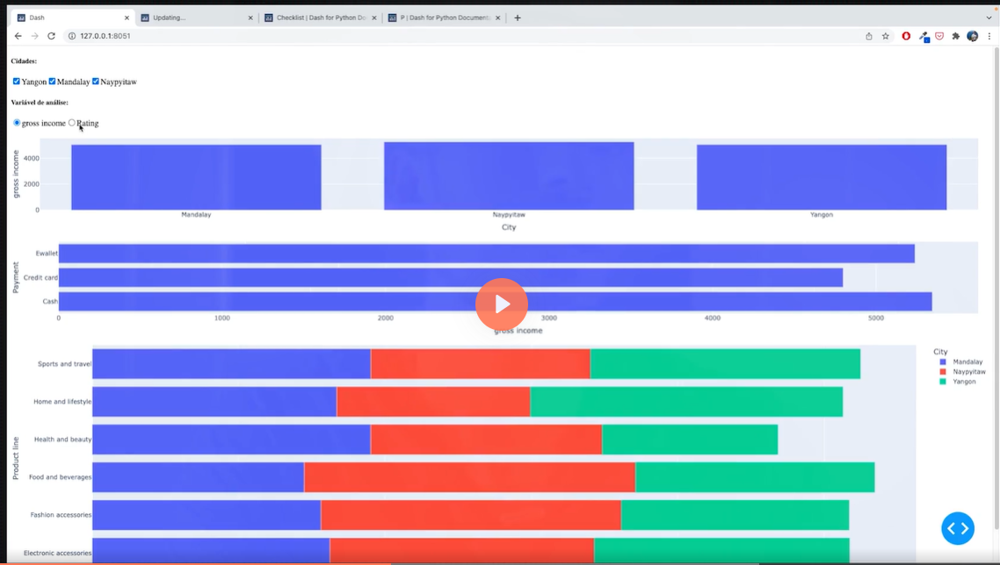 Dash
Updating...
Checklist | Dash for Python Do
P | Dash for Python Document
127.0.0.1:8051
Cidades:
Yangon Mandalay Naypyitaw
Variável de análise:
gross income Rating
gross income
4000
2000
0
Mandalay Naypyitaw Yangon
City
Payment
Ewallet
Credit card
Cash
0 1000 2000 3000 4000 5000
gross income
Product line
Sports and travel
Home and lifestyle
Health and beauty
Food and beverages
Fashion accessories
Electronic accessories
City
Mandalay
Naypyitaw
Yangon